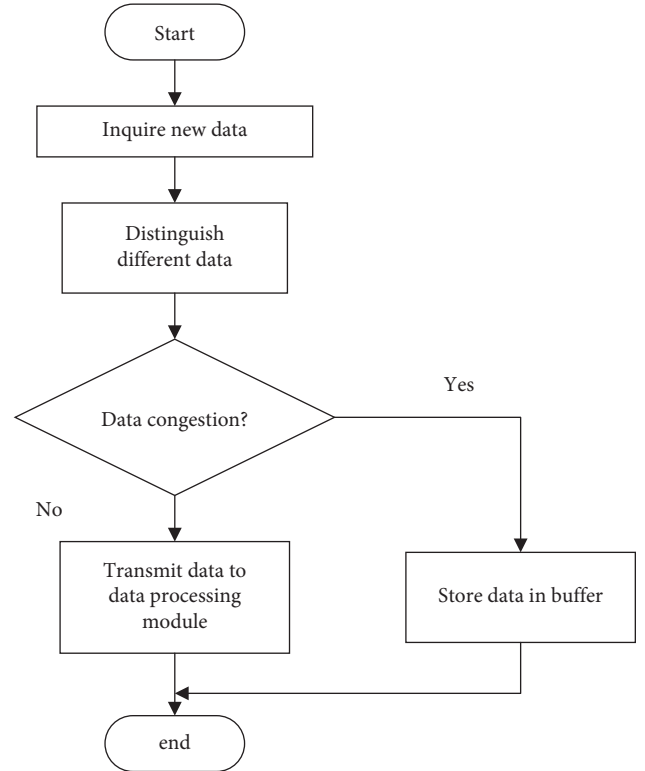 Start
Inquire new data
Distinguish
different data
Data congestion?
Yes
No
Transmit data to
data processing
module
Store data in buffer
end